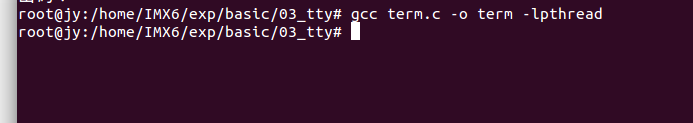 root@jy:/home/IMX6/exp/basic/03_tty# gcc term.c -o term -lpthread
root@jy:/home/IMX6/exp/basic/03_tty#